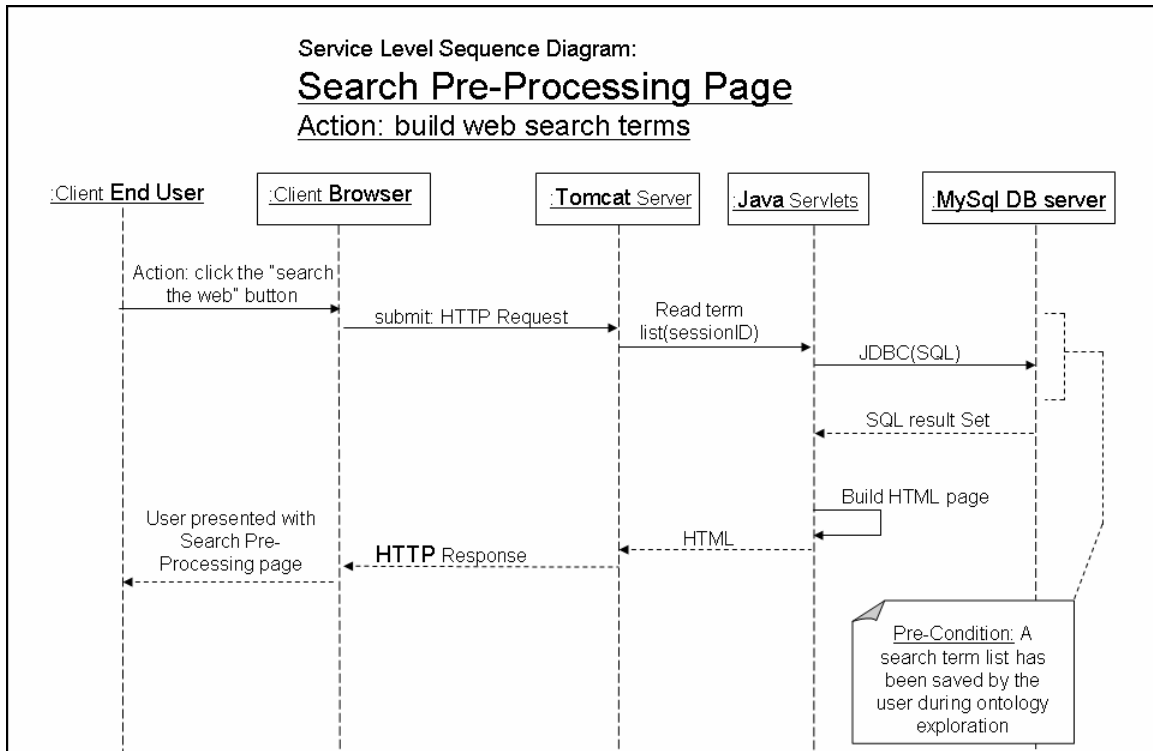 Service Level Sequence Diagram:
Search Pre-Processing Page
Action: build web search terms
:Client End User
:Client Browser
:Tomcat Server
:Java Servlets
:MySql DB server
Action: click the "search
the web" button
submit: HTTP Request
Read term
list(sessionID)
JDBC(SQL)
SQL result Set
Build HTML page
User presented with
Search Pre-
Processing page
HTTP Response
HTML
Pre-Condition: A
search term list has
been saved by the
user during ontology
exploration